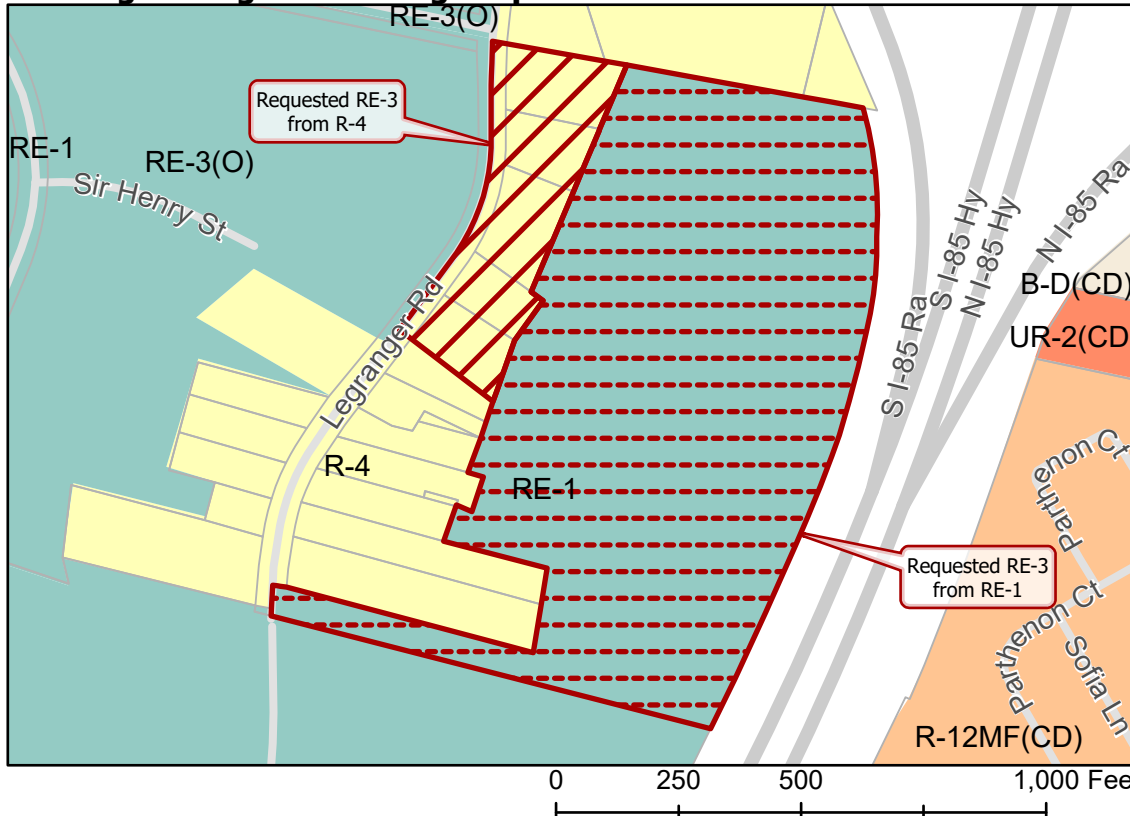 RE-3(O)
Requested RE-3
from R-4
RE-1
RE-3(O)
Sir Henry St
Legranger Rd
S I-85 Hy
N I-85 Hy
N I-85 Ra
S I-85 Ra
B-D(CD)
UR-2(CD
R-4
RE-1
Parthenon Ct
Requested RE-3
from RE-1
Parthenon Ct
Sofia Ln
R-12MF(CD)
0 250 500 1,000 Fee